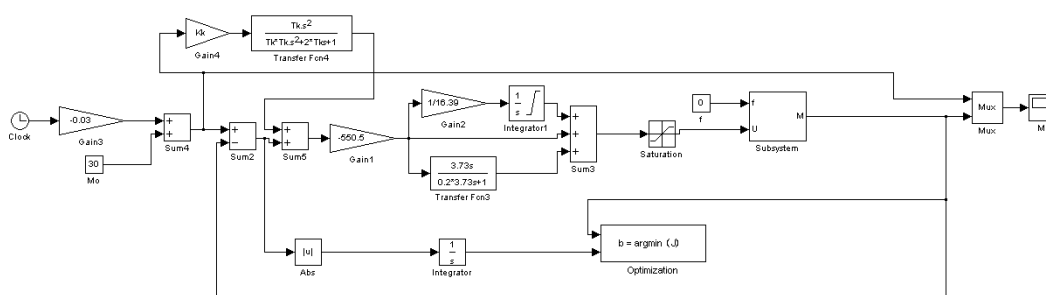 Kk
Gain4
Tk.s²
Tk*Tk.s²+2*Tks+1
Transfer Fcn4
Clock
-0.03
Gain3
30
Mo
+
+
Sum4
+
−
Sum2
+
+
Sum5
-550.5
Gain1
1/16.39
Gain2
1
s
Integrator1
3.73s
0.2*3.73s+1
Transfer Fcn3
+
+
+
Sum3
Saturation
0
f
f
U
M
Subsystem
Mux
Mux
M
|u|
Abs
1
s
Integrator
b = argmin (J)
Optimization